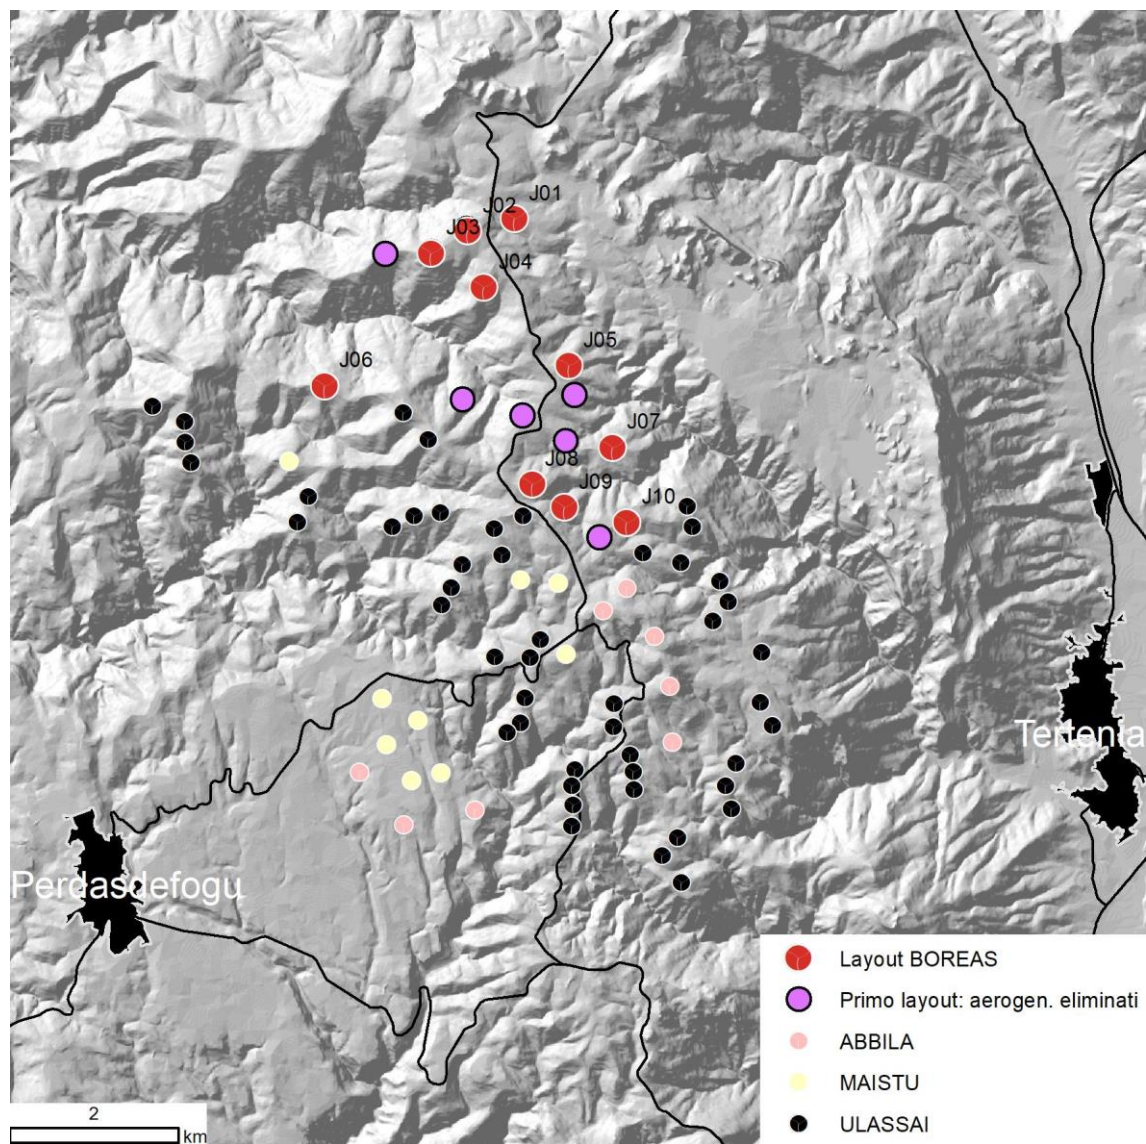 J01
J02
J03
J04
J05
J06
J07
J08
J09
J10
Tertenia
Perdasdefogu
Layout BOREAS
Primo layout: aerogen. eliminati
ABBILA
MAISTU
ULASSAI
2
km